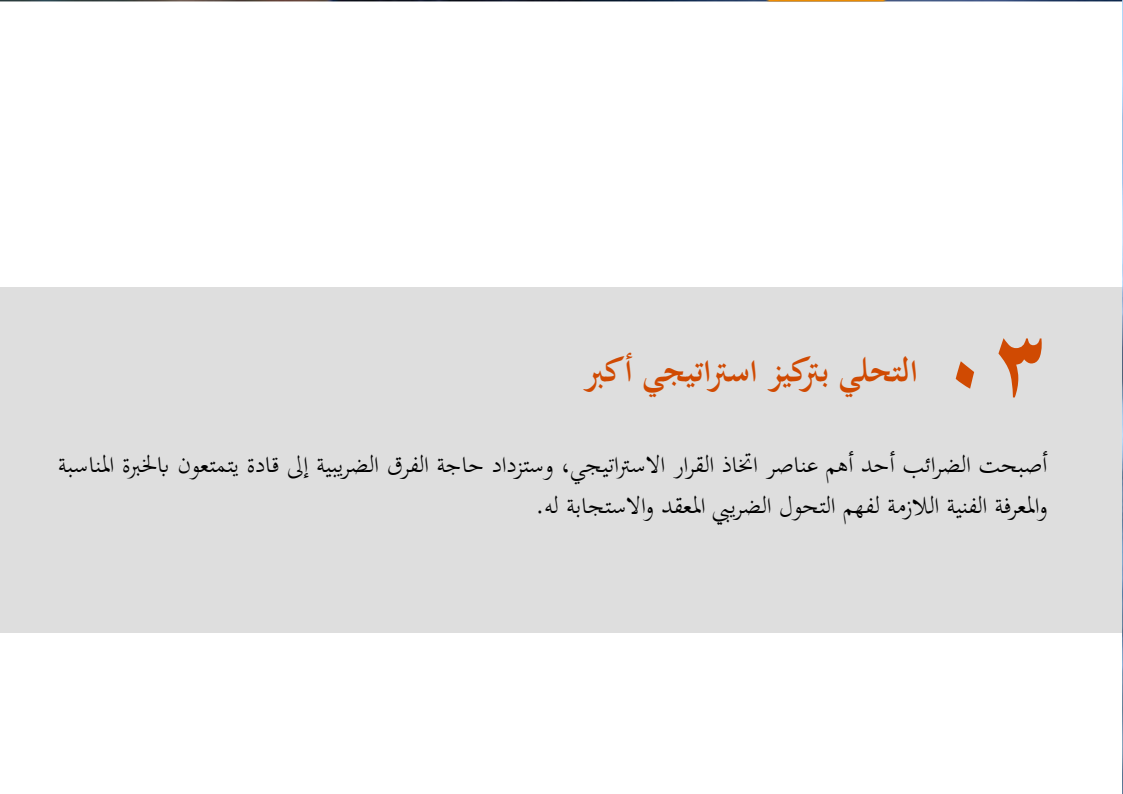 ٠٣ التحلي بتركيز استراتيجي أكبر
أصبحت الضرائب أحد أهم عناصر اتخاذ القرار الاستراتيجي، وستزداد حاجة الفرق الضريبية إلى قادة يتمتعون بالخبرة المناسبة
والمعرفة الفنية اللازمة لفهم التحول الضريبي المعقد والاستجابة له.